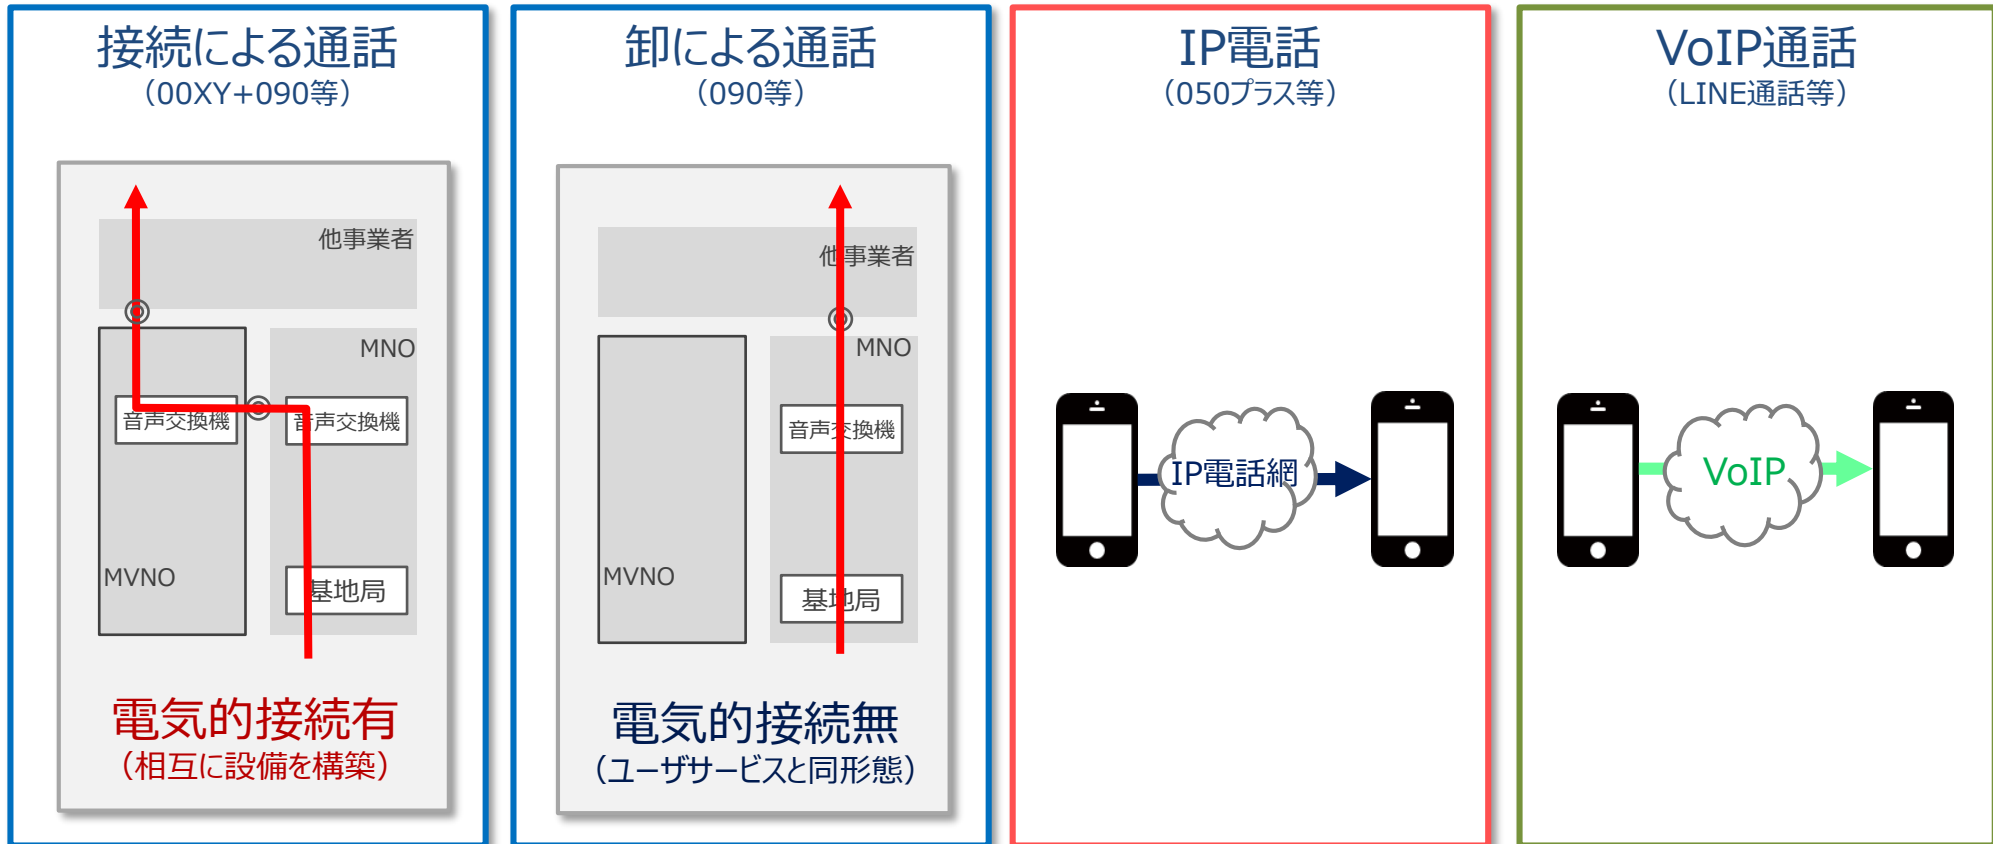 接続による通話
（00XY+090等）
他事業者
MNO
音声交換機
音声交換機
MVNO
基地局
電気的接続有
（相互に設備を構築）
卸による通話
（090等）
他事業者
MNO
音声交換機
MVNO
基地局
電気的接続無
（ユーザサービスと同形態）
IP電話
（050プラス等）
IP電話網
VoIP通話
（LINE通話等）
VoIP